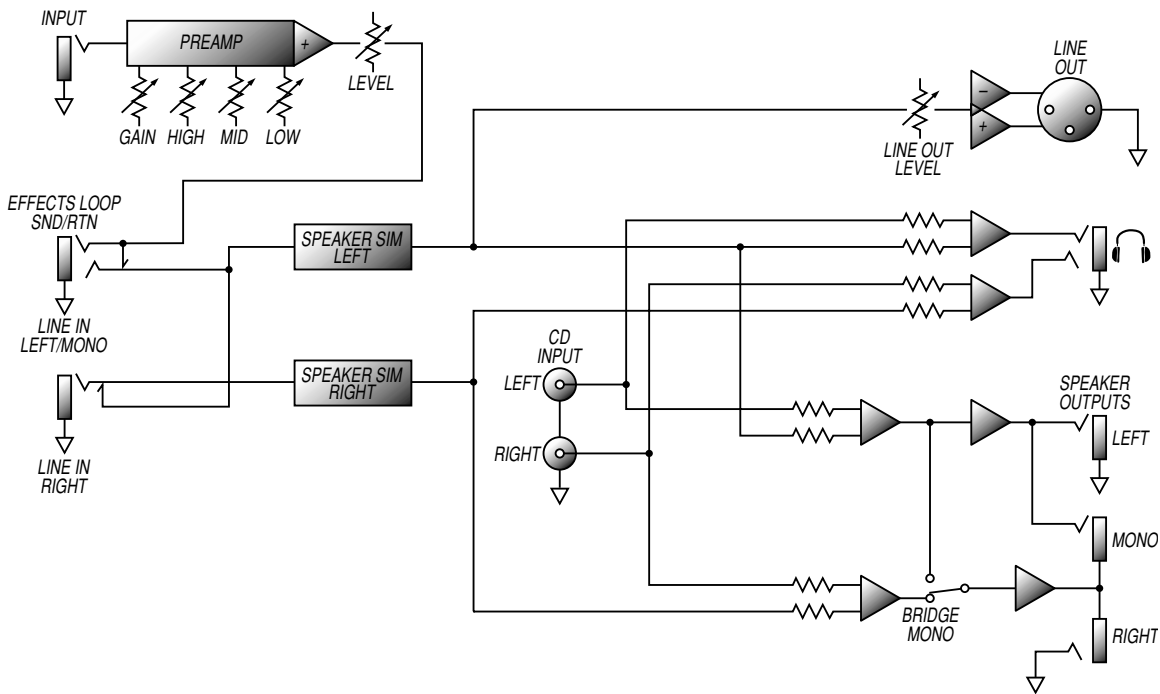 INPUT
PREAMP
+
LEVEL
GAIN
HIGH
MID
LOW
LINE
OUT
−
+
LINE OUT
LEVEL
EFFECTS LOOP
SND/RTN
SPEAKER SIM
LEFT
LINE IN
LEFT/MONO
SPEAKER SIM
RIGHT
LINE IN
RIGHT
CD
INPUT
LEFT
RIGHT
SPEAKER
OUTPUTS
LEFT
MONO
BRIDGE
MONO
RIGHT